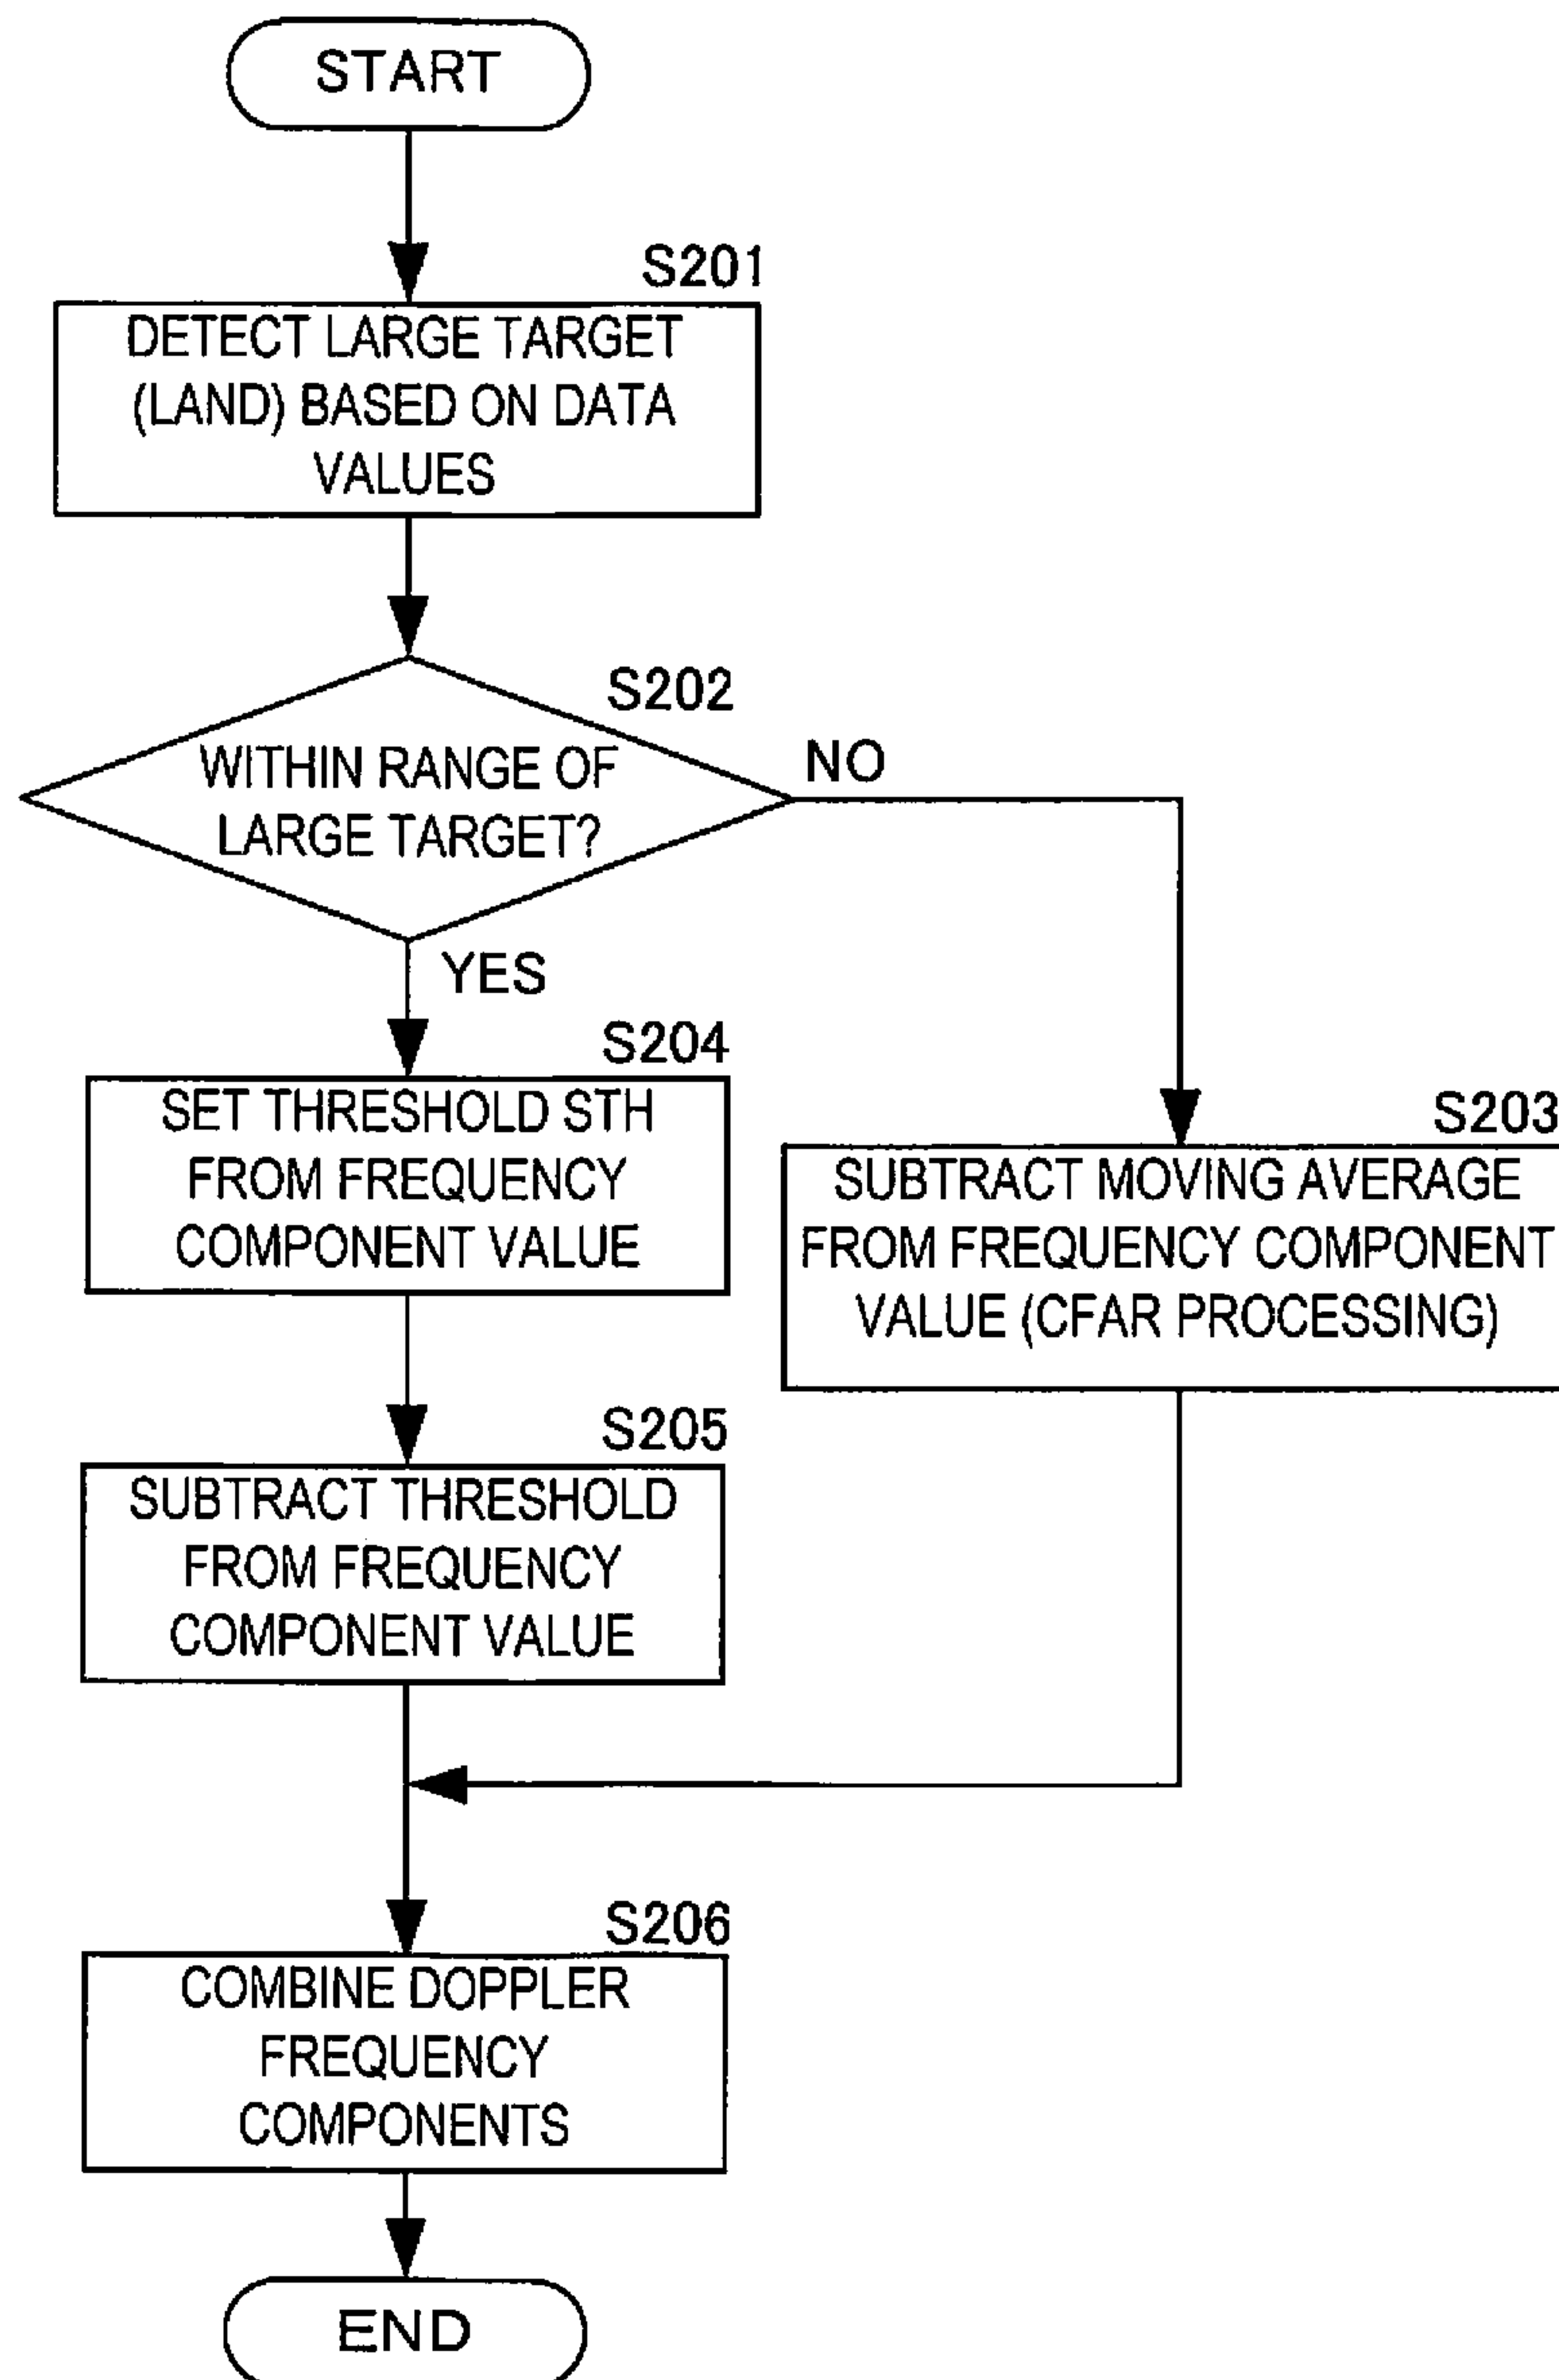 START
S201
DETECT LARGE TARGET
(LAND) BASED ON DATA
VALUES
S202
WITHIN RANGE OF
LARGE TARGET?
NO
YES
S204
SET THRESHOLD STH
FROM FREQUENCY
COMPONENT VALUE
S203
SUBTRACT MOVING AVERAGE
FROM FREQUENCY COMPONENT
VALUE (CFAR PROCESSING)
S205
SUBTRACT THRESHOLD
FROM FREQUENCY
COMPONENT VALUE
S206
COMBINE DOPPLER
FREQUENCY
COMPONENTS
END